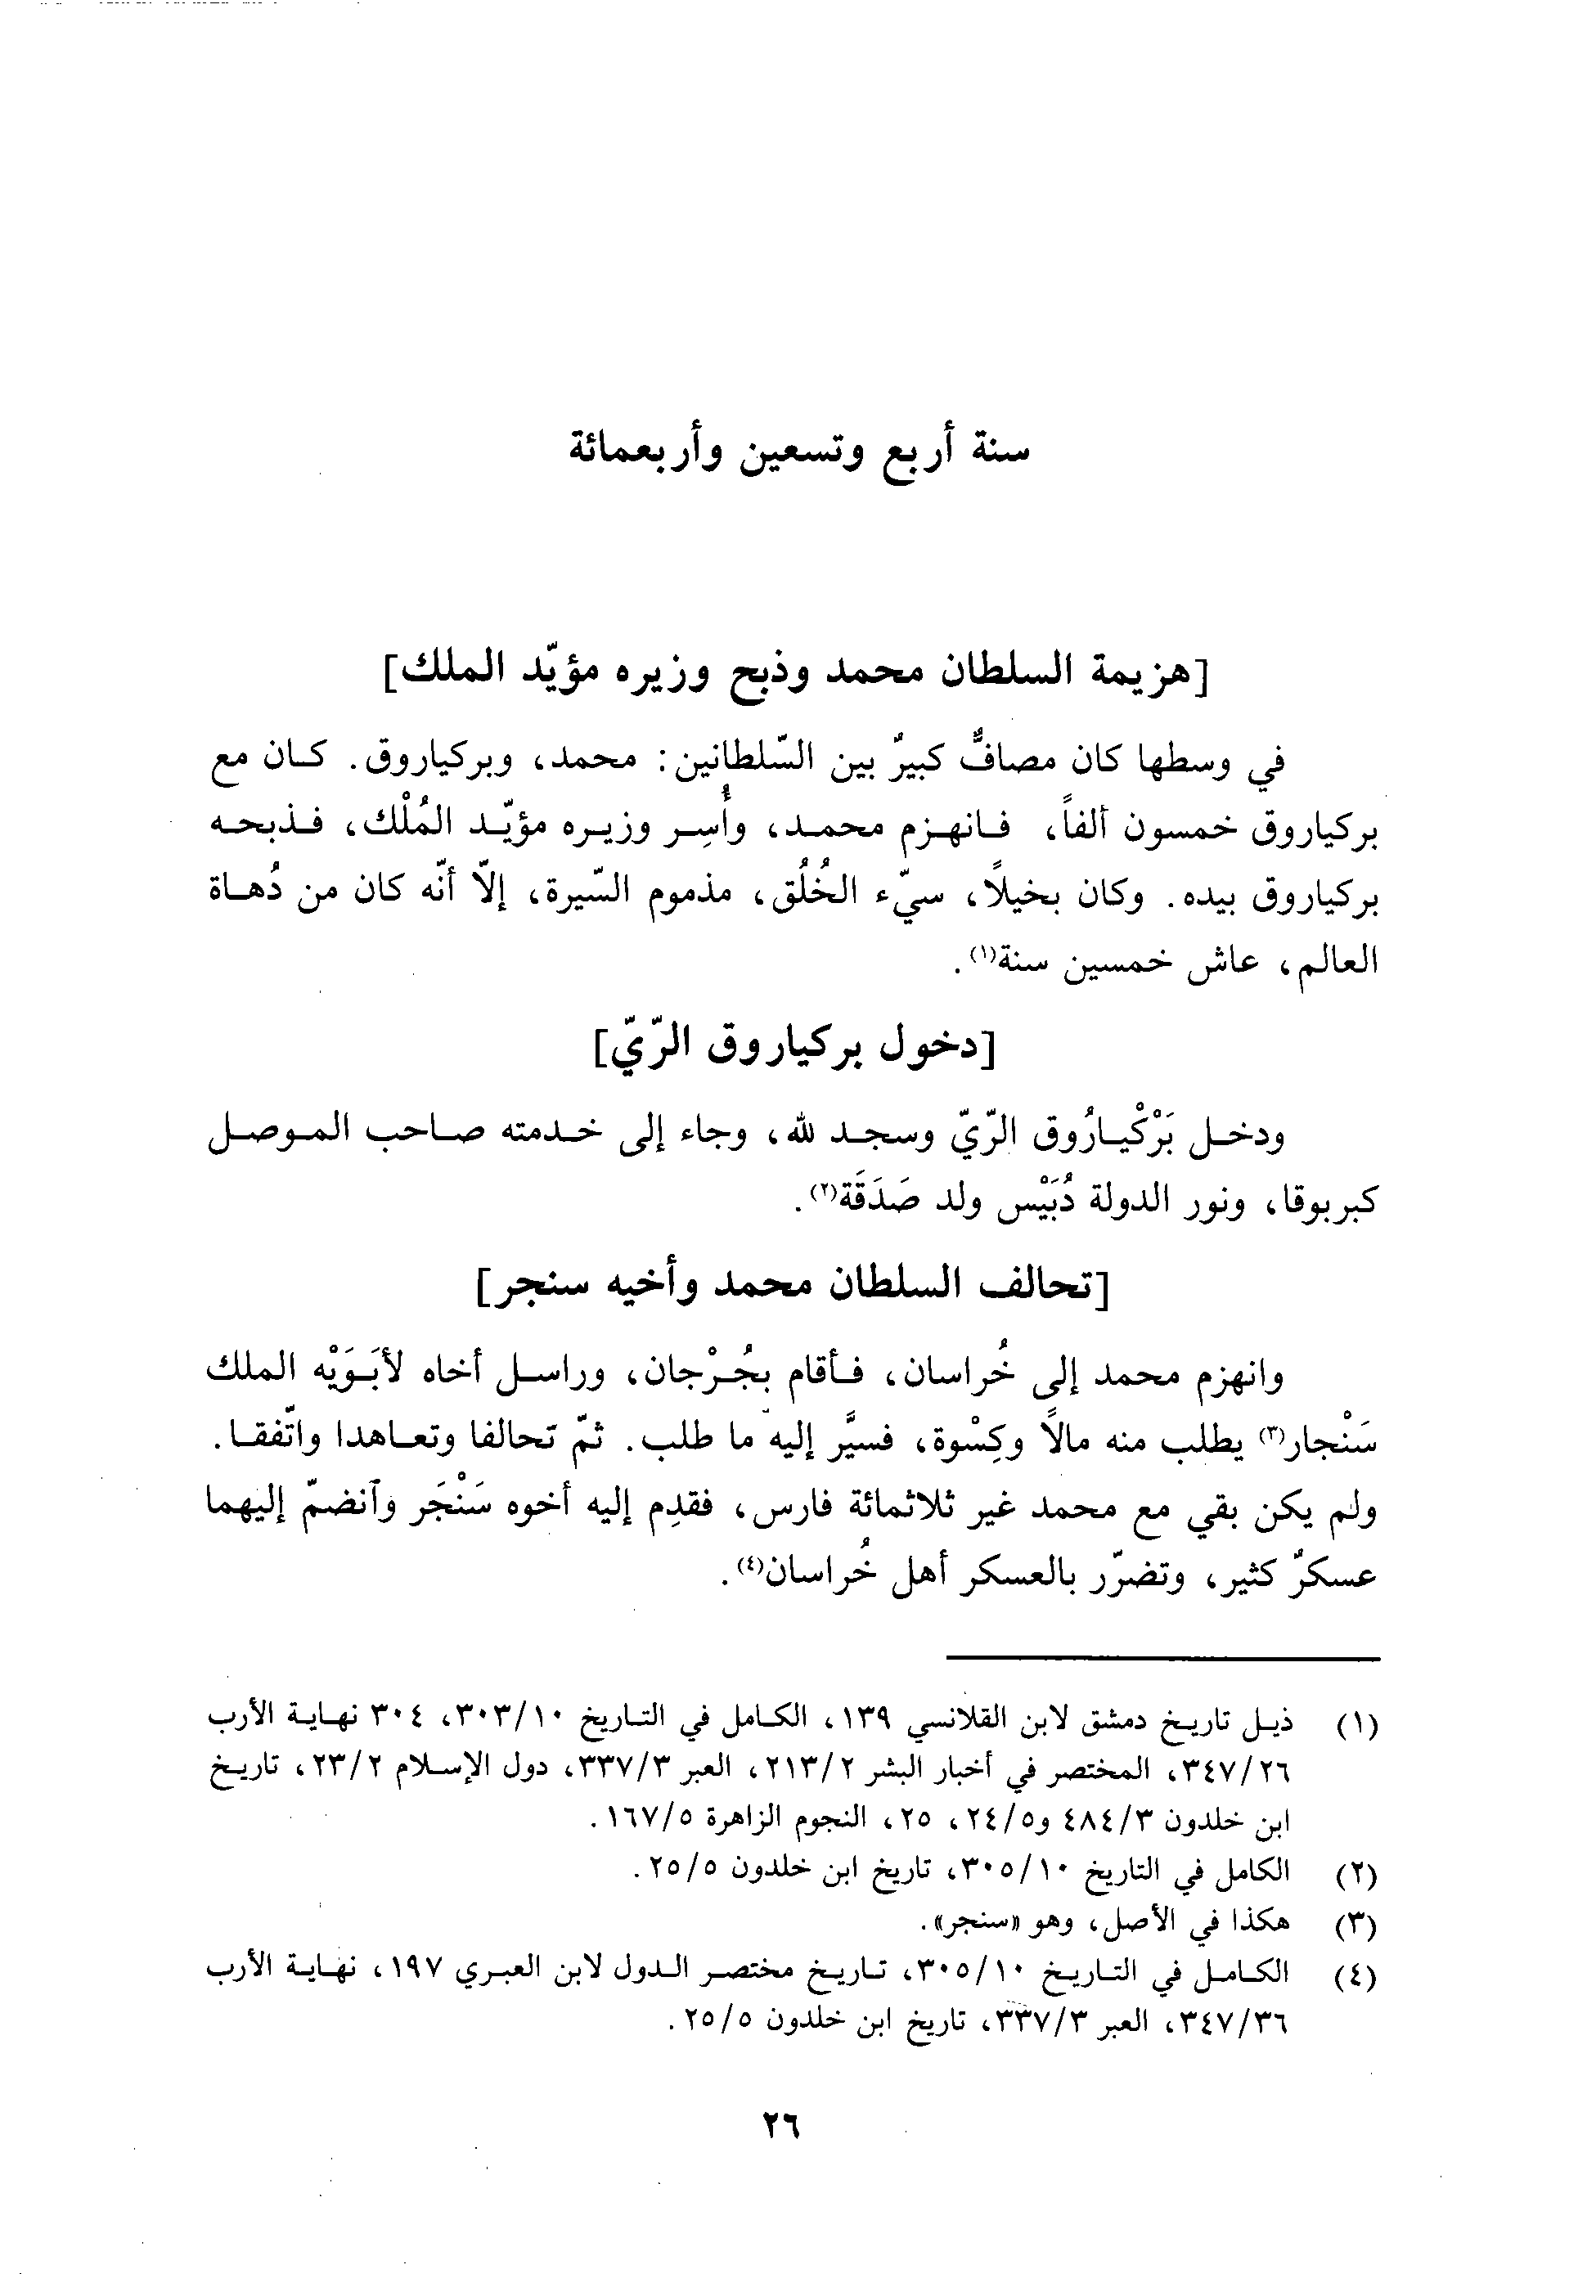 سنة أربع وتسعين وأربعمائة
[هزيمة السلطان محمد وذبح وزيره مؤيّد الملك]
في وسطها كان مصافٌّ كبيرٌ بين السّلطانين: محمد، وبركياروق. كان مع
بركياروق خمسون ألفاً، فانهزم محمد، وأُسِر وزيره مؤيّد المُلْك، فذبحه
بركياروق بيده. وكان بخيلًا، سيّء الخُلُق، مذموم السّيرة، إلّا أنّه كان من دُهاة
العالم، عاش خمسين سنة(١).
[دخول بركياروق الرّيّ]
ودخل بَرْكْيارُوق الرّيّ وسجد لله، وجاء إلى خدمته صاحب الموصل
كبربوقا، ونور الدولة دُبَيْس ولد صَدَقَة(٢).
[تحالف السلطان محمد وأخيه سنجر]
وانهزم محمد إلى خُراسان، فأقام بجُرْجان، وراسل أخاه لأبَوَيْه الملك
سَنْجار(٣) يطلب منه مالًا وكِسْوة، فسيَّر إليه ما طلب. ثمّ تحالفا وتعاهدا واتّفقا.
ولم يكن بقي مع محمد غير ثلاثمائة فارس، فقدِم إليه أخوه سَنْجَر وآنضمّ إليهما
عسكرٌ كثير، وتضرّر بالعسكر أهل خُراسان(٤).
(١) ذيل تاريخ دمشق لابن القلانسي ١٣٩، الكامل في التاريخ ٣٠٣/١٠، ٣٠٤ نهاية الأرب
٣٤٧/٢٦، المختصر في أخبار البشر ٢١٣/٢، العبر ٣٣٧/٣، دول الإسلام ٢٣/٢، تاريخ
ابن خلدون ٤٨٤/٣ و٢٤/٥، ٢٥، النجوم الزاهرة ١٦٧/٥.
(٢) الكامل في التاريخ ٣٠٥/١٠، تاريخ ابن خلدون ٢٥/٥.
(٣) هكذا في الأصل، وهو «سنجر».
(٤) الكامل في التاريخ ٣٠٥/١٠، تاريخ مختصر الدول لابن العبري ١٩٧، نهاية الأرب
٣٤٧/٣٦، العبر ٣٣٧/٣، تاريخ ابن خلدون ٢٥/٥.
٢٦